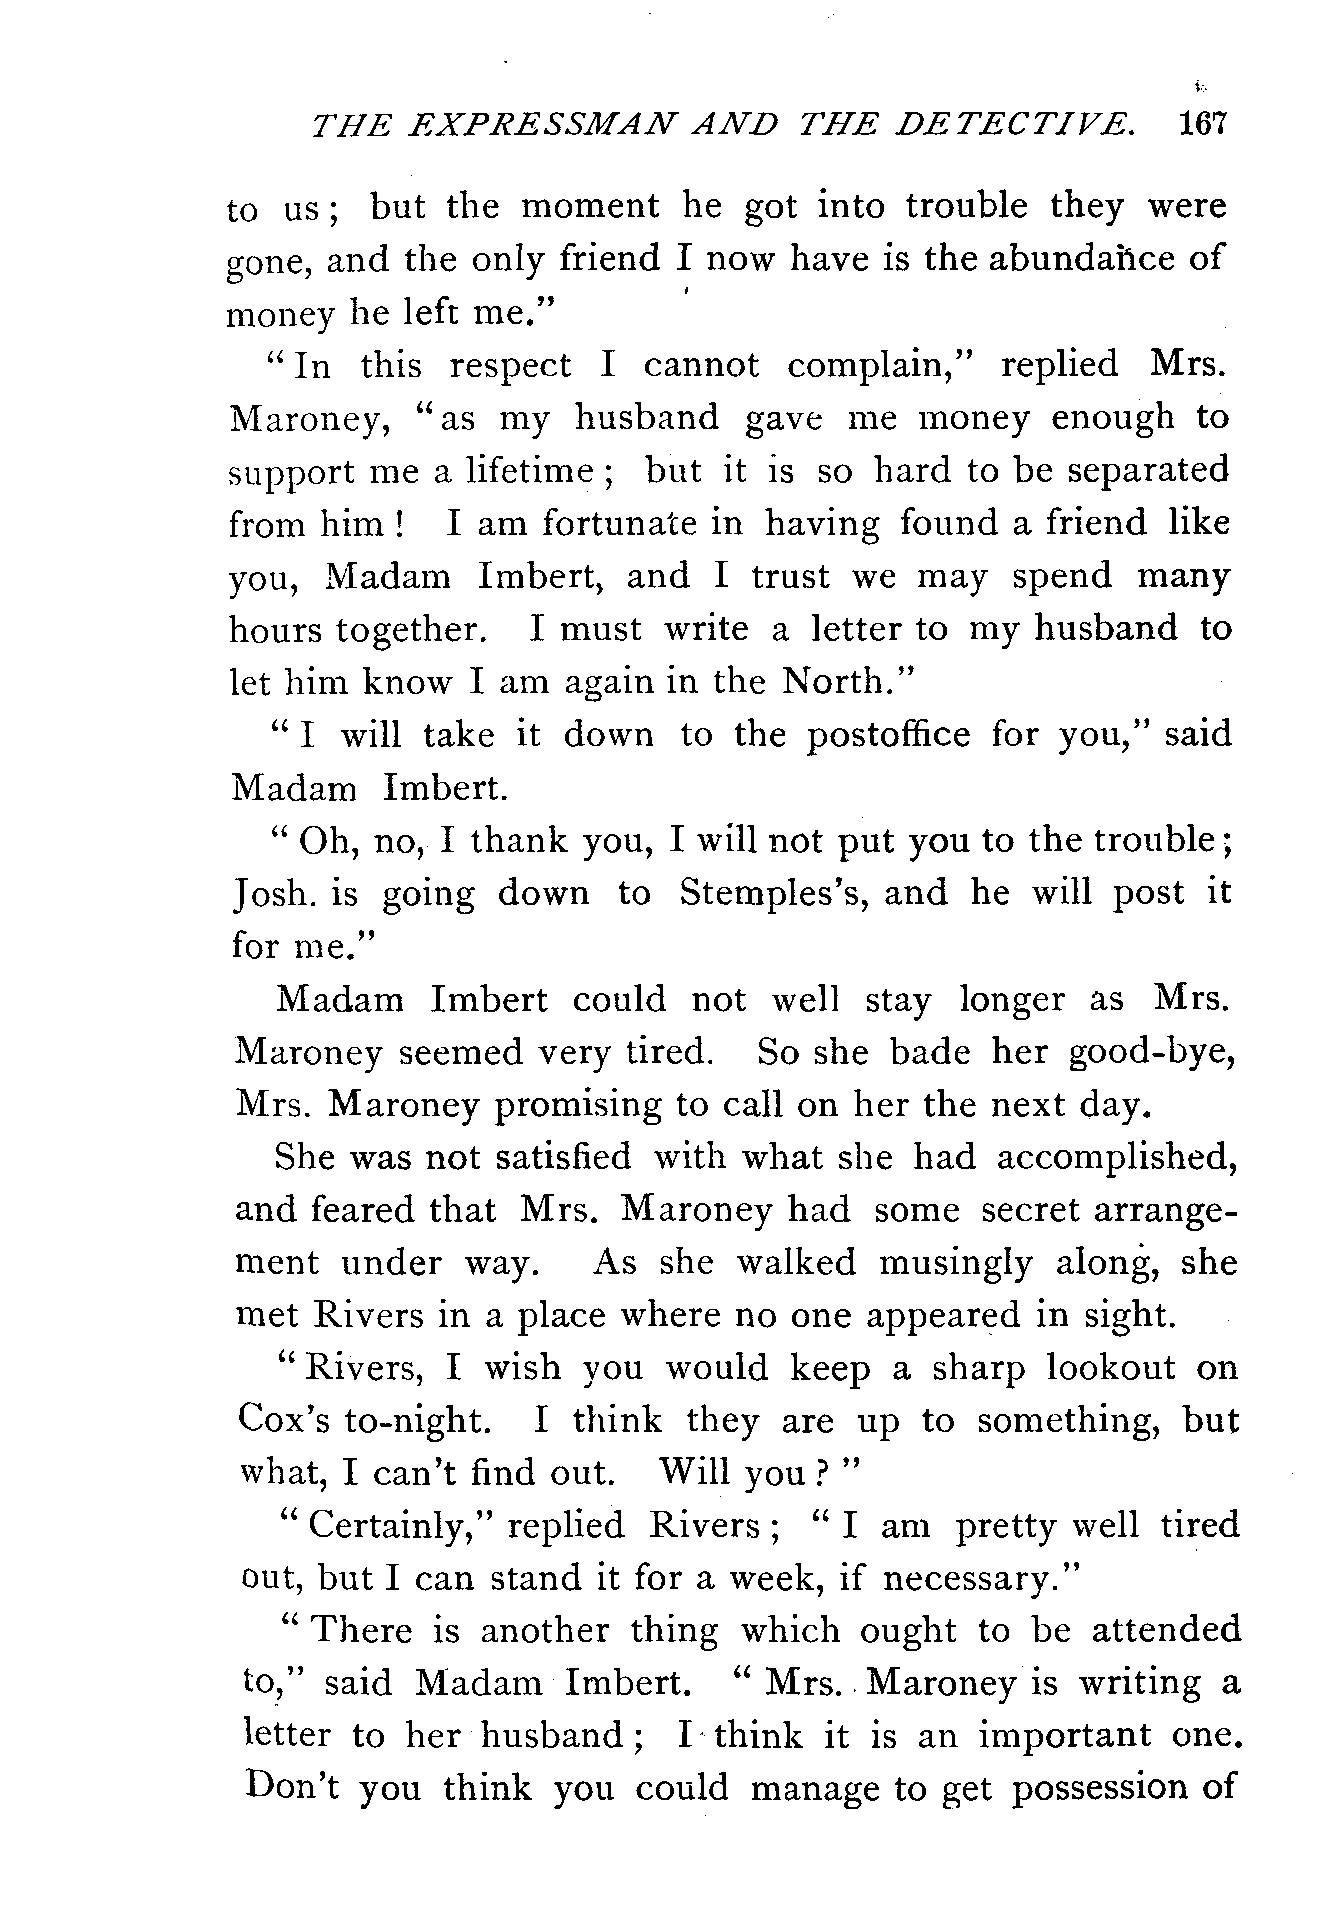 THE EXPRESSMAN AND THE DETECTIVE. 167
to us; but the moment he got into trouble they were
gone, and the only friend I now have is the abundance of
money he left me."
"In this respect I cannot complain," replied Mrs.
Maroney, "as my husband gave me money enough to
support me a lifetime; but it is so hard to be separated
from him! I am fortunate in having found a friend like
you, Madam Imbert, and I trust we may spend many
hours together. I must write a letter to my husband to
let him know I am again in the North."
"I will take it down to the postoffice for you," said
Madam Imbert.
"Oh, no, I thank you, I will not put you to the trouble;
Josh. is going down to Stemples's, and he will post it
for me."
Madam Imbert could not well stay longer as Mrs.
Maroney seemed very tired. So she bade her good-bye,
Mrs. Maroney promising to call on her the next day.
She was not satisfied with what she had accomplished,
and feared that Mrs. Maroney had some secret arrange-
ment under way. As she walked musingly along, she
met Rivers in a place where no one appeared in sight.
"Rivers, I wish you would keep a sharp lookout on
Cox's to-night. I think they are up to something, but
what, I can't find out. Will you?"
"Certainly," replied Rivers; "I am pretty well tired
out, but I can stand it for a week, if necessary."
"There is another thing which ought to be attended
to," said Madam Imbert. "Mrs. Maroney is writing a
letter to her husband; I think it is an important one.
Don't you think you could manage to get possession of